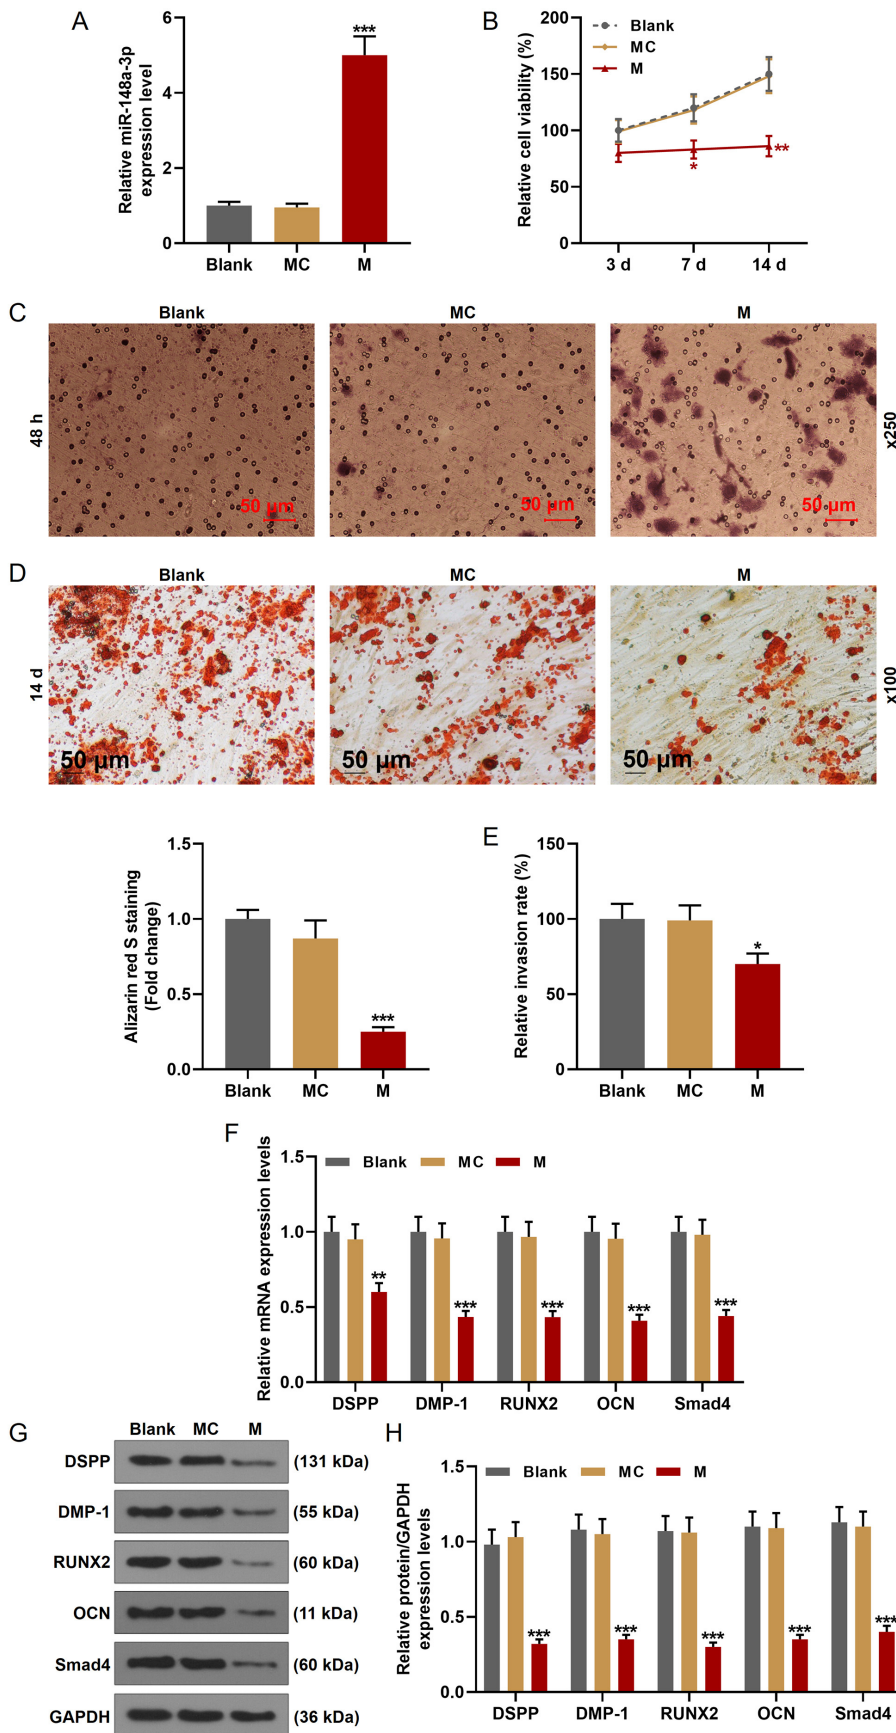 A
Relative miR-148a-3p
expression level
6
4
2
0
***
Blank MC M
B
Relative cell viability (%)
200
150
100
50
0
Blank
MC
M
*
**
3 d 7 d 14 d
C
Blank MC M
48 h
50 μm 50 μm 50 μm
x250
D
Blank MC M
14 d
50 μm 50 μm 50 μm
x100
Alizarin red S staining
(Fold change)
1.5
1.0
0.5
0.0
***
Blank MC M
E
Relative invasion rate (%)
150
100
50
0
*
Blank MC M
F
Relative mRNA expression levels
1.5
1.0
0.5
0.0
Blank MC M
** *** *** *** ***
DSPP DMP-1 RUNX2 OCN Smad4
G
Blank MC M
DSPP (131 kDa)
DMP-1 (55 kDa)
RUNX2 (60 kDa)
OCN (11 kDa)
Smad4 (60 kDa)
GAPDH (36 kDa)
H
Relative protein/GAPDH
expression levels
1.5
1.0
0.5
0.0
Blank MC M
*** *** *** *** ***
DSPP DMP-1 RUNX2 OCN Smad4